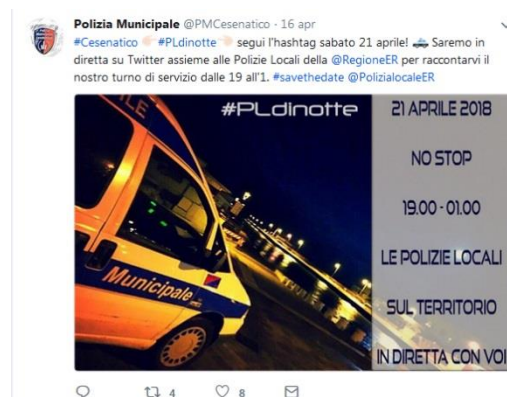 Polizia Municipale @PMCesenatico · 16 apr
#Cesenatico #PLdinotte segui l'hashtag sabato 21 aprile! Saremo in
diretta su Twitter assieme alle Polizie Locali della @RegioneER per raccontarvi il
nostro turno di servizio dalle 19 all'1. #savethedate @PolizialocaleER
#PLdinotte
21 APRILE 2018
NO STOP
19.00 - 01.00
LE POLIZIE LOCALI
SUL TERRITORIO
IN DIRETTA CON VOI
Municipale
4
8